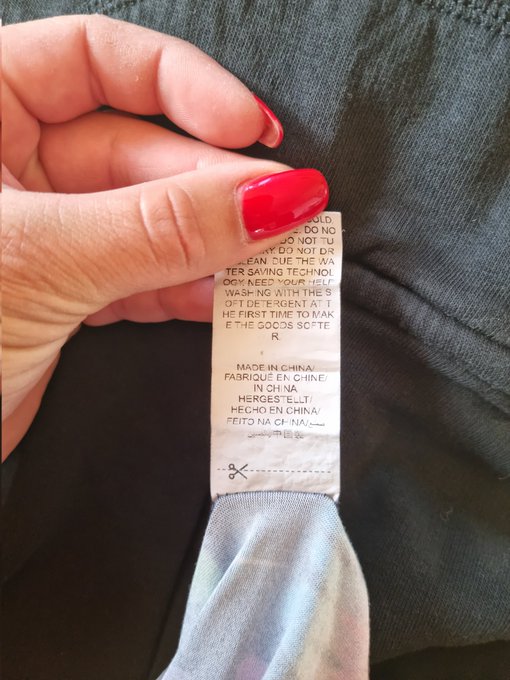 OLD.
DO NO
DO NOT TU
RY. DO NOT DR
CLEAN. DUE THE WA
TER SAVING TECHNOL
OGY. NEED YOUR HELP
WASHING WITH THE S
OFT DETERGENT AT T
HE FIRST TIME TO MAK
E THE GOODS SOFTE
R.
MADE IN CHINA/
FABRIQUÉ EN CHINE/
IN CHINA
HERGESTELLT/
HECHO EN CHINA/
FEITO NA CHINA/